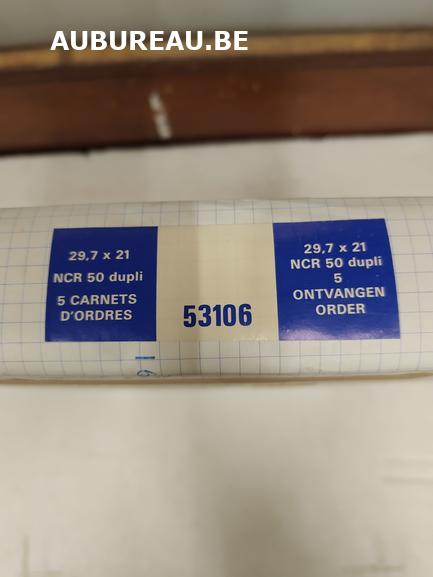 AUBUREAU.BE
29,7 x 21
NCR 50 dupli
5 CARNETS
D'ORDRES
53106
29,7 x 21
NCR 50 dupli
5
ONTVANGEN
ORDER